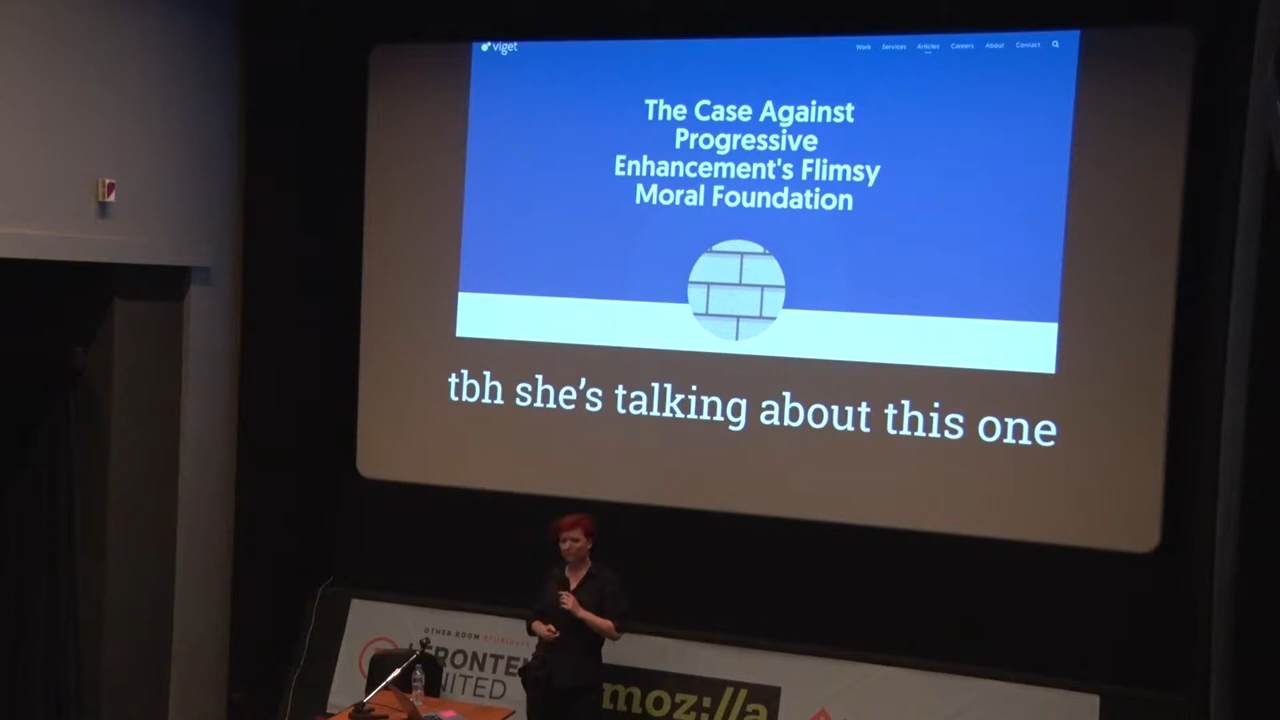 viget
Work Services Articles Careers About Contact
The Case Against
Progressive
Enhancement's Flimsy
Moral Foundation
tbh she's talking about this one
OTHER ROOM
UNITED
moz://a